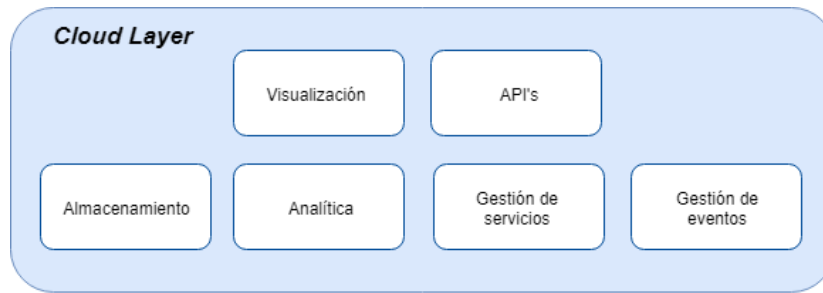 Cloud Layer
Visualización
API's
Almacenamiento
Analítica
Gestión de
servicios
Gestión de
eventos